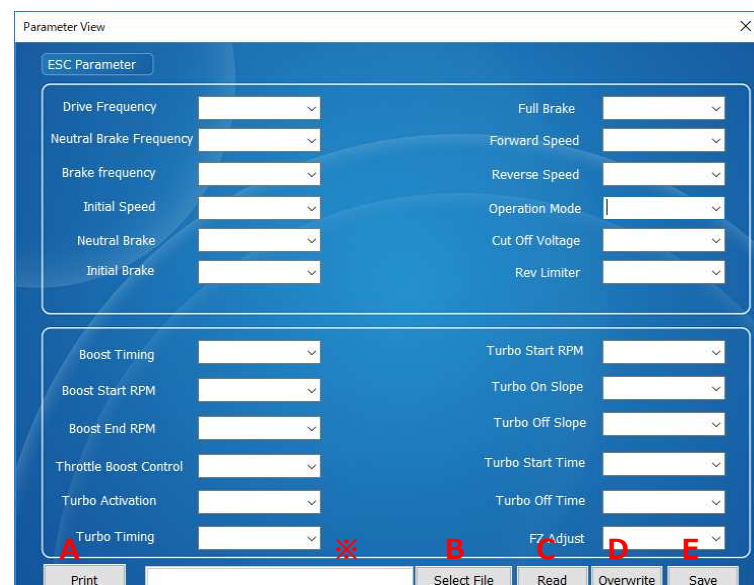 Parameter View
ESC Parameter
Drive Frequency Full Brake
Neutral Brake Frequency Forward Speed
Brake frequency Reverse Speed
Initial Speed Operation Mode
Neutral Brake Cut Off Voltage
Initial Brake Rev Limiter
Boost Timing Turbo Start RPM
Boost Start RPM Turbo On Slope
Boost End RPM Turbo Off Slope
Throttle Boost Control Turbo Start Time
Turbo Activation Turbo Off Time
Turbo Timing FZ Adjust
A ※ B C D E
Print Select File Read Overwrite Save